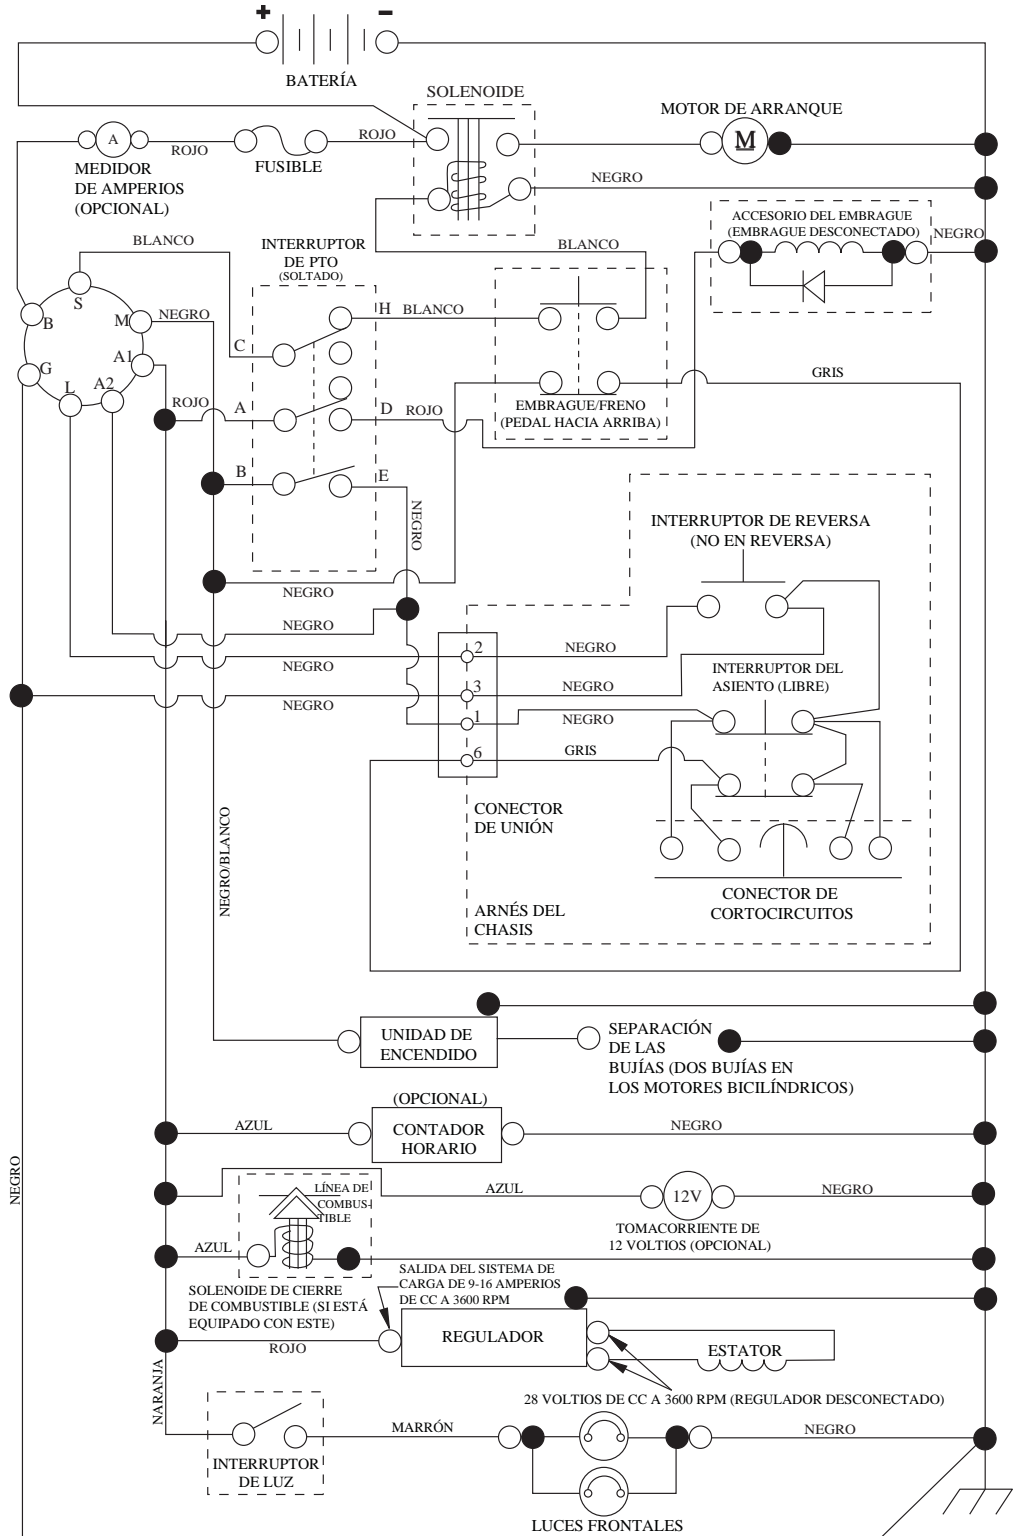 + −
BATERÍA
SOLENOIDE
MOTOR DE ARRANQUE
A
ROJO
FUSIBLE
ROJO
M
MEDIDOR
DE AMPERIOS
(OPCIONAL)
NEGRO
ACCESORIO DEL EMBRAGUE
(EMBRAGUE DESCONECTADO)
NEGRO
BLANCO
INTERRUPTOR
DE PTO
(SOLTADO)
BLANCO
S
B
M
NEGRO
H
BLANCO
C
G
A1
L
A2
ROJO
A
D
ROJO
GRIS
EMBRAGUE/FRENO
(PEDAL HACIA ARRIBA)
B
E
NEGRO
INTERRUPTOR DE REVERSA
(NO EN REVERSA)
NEGRO
NEGRO
NEGRO
2
NEGRO
INTERRUPTOR DEL
ASIENTO (LIBRE)
3
NEGRO
NEGRO
1
NEGRO
6
GRIS
CONECTOR
DE UNIÓN
NEGRO/BLANCO
CONECTOR DE
CORTOCIRCUITOS
ARNÉS DEL
CHASIS
UNIDAD DE
ENCENDIDO
SEPARACIÓN
DE LAS
BUJÍAS (DOS BUJÍAS EN
LOS MOTORES BICILÍNDRICOS)
(OPCIONAL)
AZUL
CONTADOR
HORARIO
NEGRO
NEGRO
LÍNEA DE
COMBUS-
TIBLE
AZUL
12V
NEGRO
TOMACORRIENTE DE
12 VOLTIOS (OPCIONAL)
AZUL
SALIDA DEL SISTEMA DE
CARGA DE 9-16 AMPERIOS
DE CC A 3600 RPM
SOLENOIDE DE CIERRE
DE COMBUSTIBLE (SI ESTÁ
EQUIPADO CON ESTE)
ROJO
REGULADOR
ESTATOR
NARANJA
28 VOLTIOS DE CC A 3600 RPM (REGULADOR DESCONECTADO)
MARRÓN
NEGRO
INTERRUPTOR
DE LUZ
LUCES FRONTALES